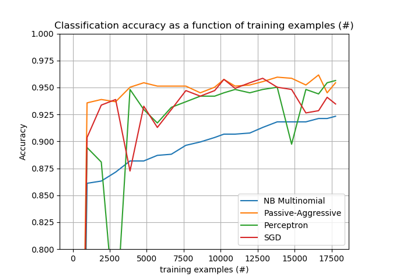 Classification accuracy as a function of training examples (#)
1.000
0.975
0.950
0.925
0.900
0.875
0.850
0.825
0.800
Accuracy
NB Multinomial
Passive-Aggressive
Perceptron
SGD
0 2500 5000 7500 10000 12500 15000 17500
training examples (#)